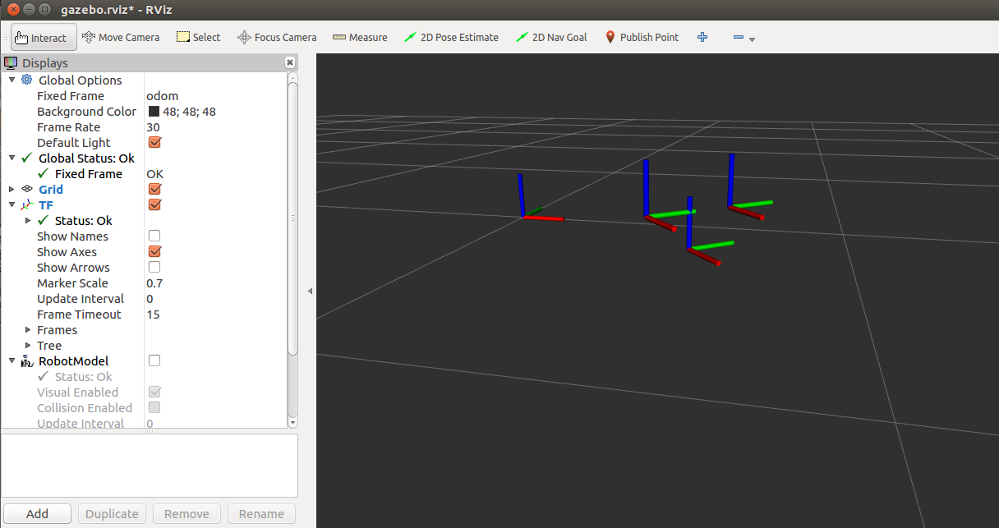 gazebo.rviz* - RViz
Interact Move Camera Select Focus Camera Measure 2D Pose Estimate 2D Nav Goal Publish Point
Displays
Global Options
Fixed Frame odom
Background Color 48; 48; 48
Frame Rate 30
Default Light
Global Status: Ok
Fixed Frame OK
Grid
TF
Status: Ok
Show Names
Show Axes
Show Arrows
Marker Scale 0.7
Update Interval 0
Frame Timeout 15
Frames
Tree
RobotModel
Status: Ok
Visual Enabled
Collision Enabled
Update Interval 0
Add Duplicate Remove Rename